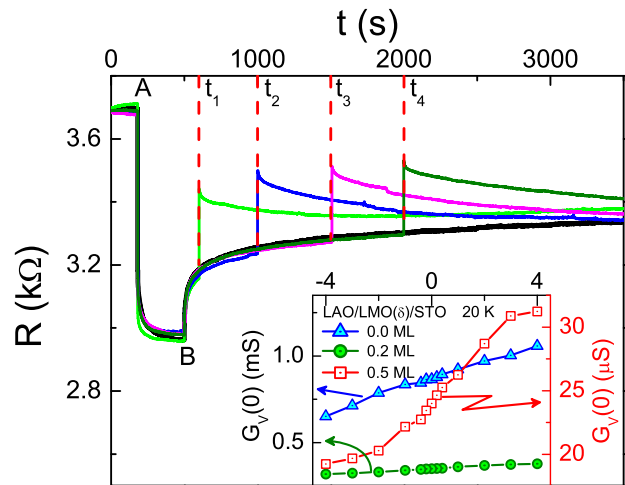 t (s)
0 1000 2000 3000
A
t1 t2 t3 t4
3.6
3.2
2.8
R (kΩ)
B
-4 -2 0 2 4
LAO/LMO(δ)/STO 20 K
0.0 ML
0.2 ML
0.5 ML
1.0
0.5
GV(0) (mS)
30
25
20
GV(0) (μS)